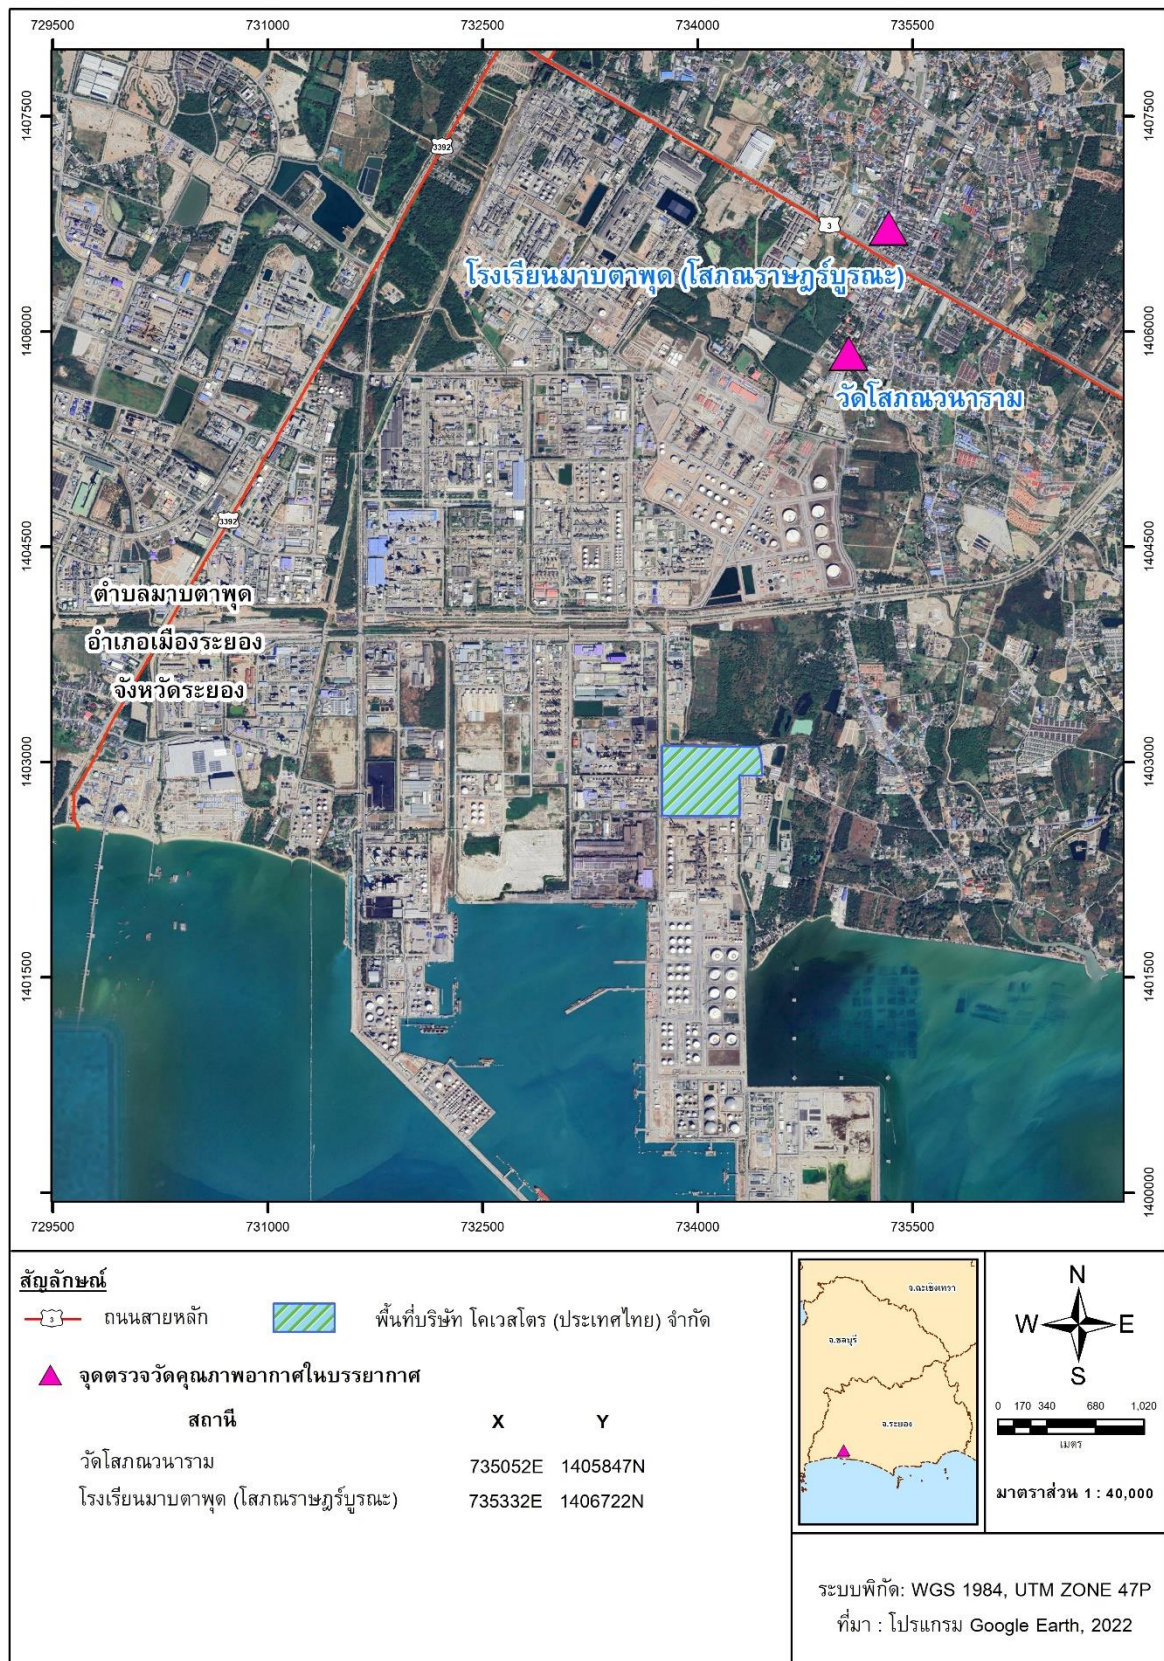 729500 731000 732500 734000 735500
1407500 1407500
3392
3
โรงเรียนมาบตาพุด (โสภณราษฎร์บูรณะ)
1406000 1406000
วัดโสภณวนาราม
3392
1404500 1404500
ตำบลมาบตาพุด
อำเภอเมืองระยอง
จังหวัดระยอง
1403000 1403000
1401500 1401500
1400000
729500 731000 732500 734000 735500
สัญลักษณ์
3 ถนนสายหลัก พื้นที่บริษัท โคเวสโตร (ประเทศไทย) จำกัด
จุดตรวจวัดคุณภาพอากาศในบรรยากาศ
สถานี X Y
วัดโสภณวนาราม 735052E 1405847N
โรงเรียนมาบตาพุด (โสภณราษฎร์บูรณะ) 735332E 1406722N
จ.ฉะเชิงเทรา
จ.ชลบุรี
จ.ระยอง
N
W E
S
0 170 340 680 1,020
เมตร
มาตราส่วน 1 : 40,000
ระบบพิกัด: WGS 1984, UTM ZONE 47P
ที่มา : โปรแกรม Google Earth, 2022